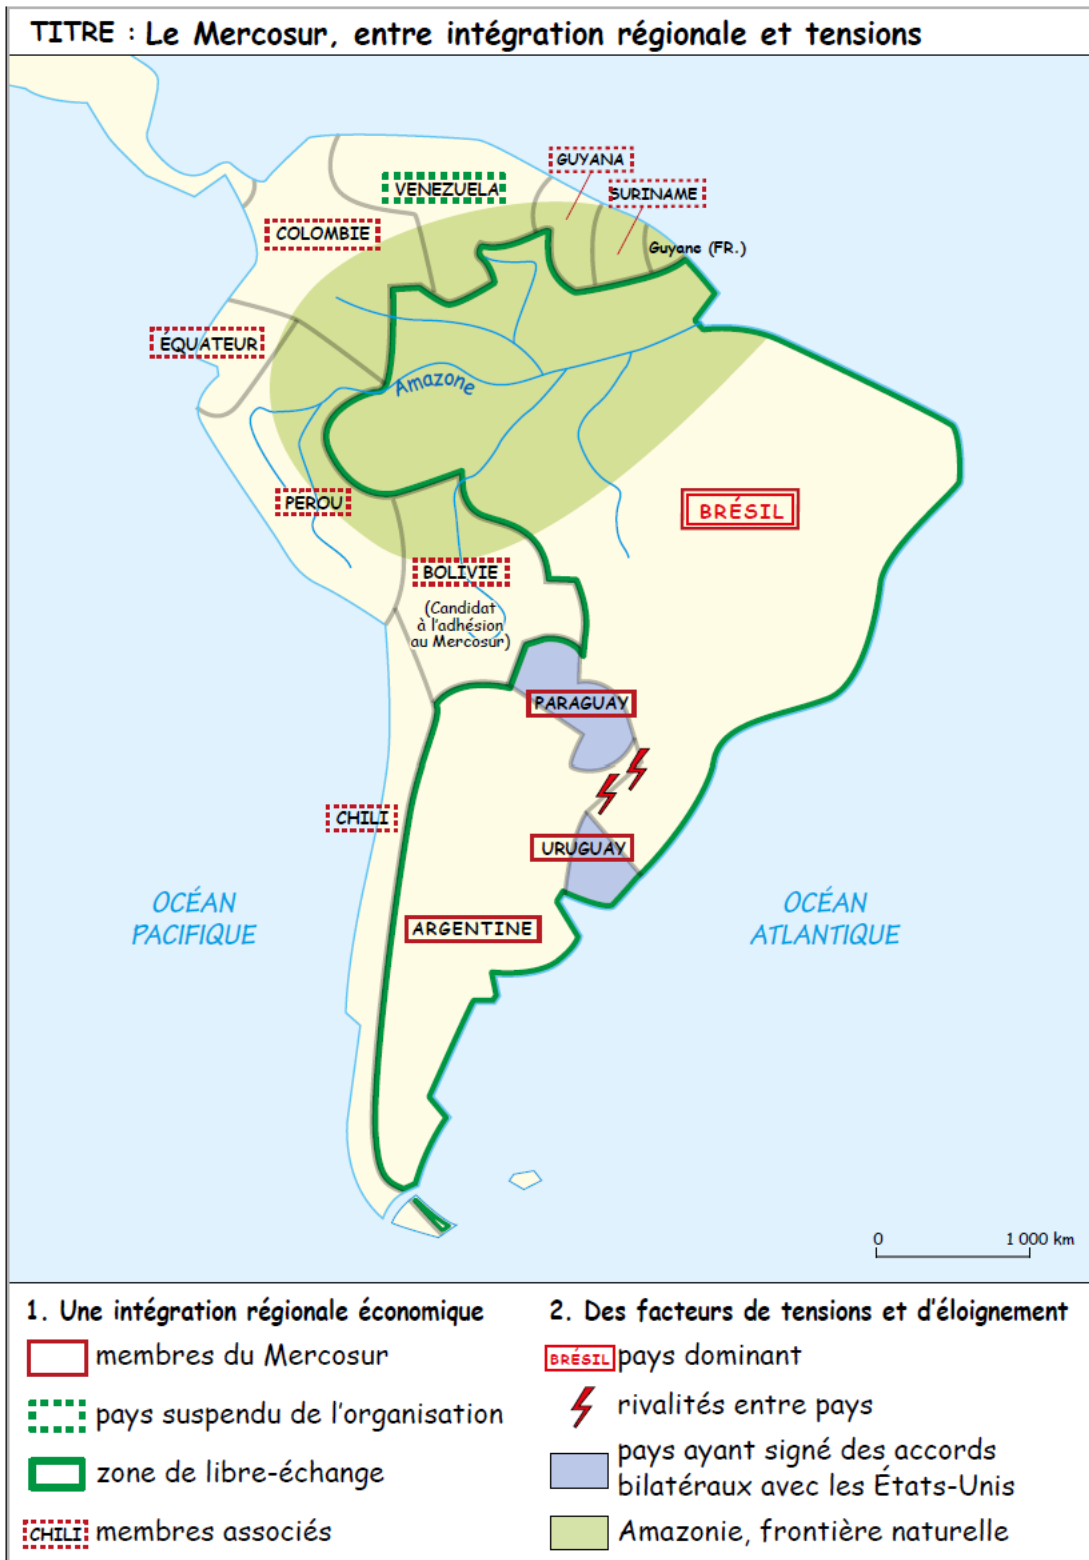 TITRE : Le Mercosur, entre intégration régionale et tensions
GUYANA
VENEZUELA
SURINAME
COLOMBIE
Guyane (FR.)
ÉQUATEUR
Amazone
PÉROU
BRÉSIL
BOLIVIE
(Candidat
à l'adhésion
au Mercosur)
PARAGUAY
CHILI
URUGUAY
OCÉAN
PACIFIQUE
OCÉAN
ATLANTIQUE
ARGENTINE
0 1 000 km
1. Une intégration régionale économique
membres du Mercosur
pays suspendu de l'organisation
zone de libre-échange
CHILI membres associés
2. Des facteurs de tensions et d'éloignement
BRÉSIL pays dominant
rivalités entre pays
pays ayant signé des accords
bilatéraux avec les États-Unis
Amazonie, frontière naturelle